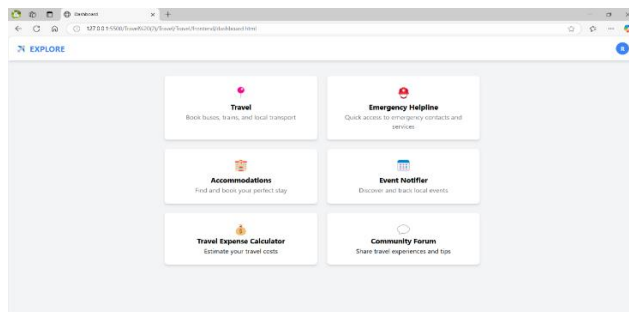 Dashboard
127.0.0.1:5500/Travel%20(2)/Travel/Travel/frontend/dashboard.html
EXPLORE
R
Travel
Book buses, trains, and local transport
Emergency Helpline
Quick access to emergency contacts and
services
Accommodations
Find and book your perfect stay
Event Notifier
Discover and track local events
Travel Expense Calculator
Estimate your travel costs
Community Forum
Share travel experiences and tips